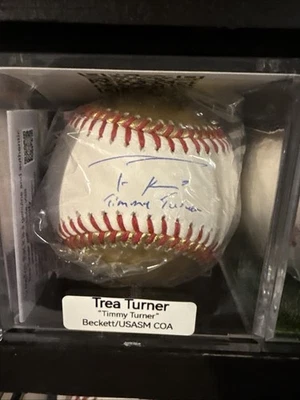 Timmy Turner
Trea Turner
"Timmy Turner"
Beckett/USASM COA